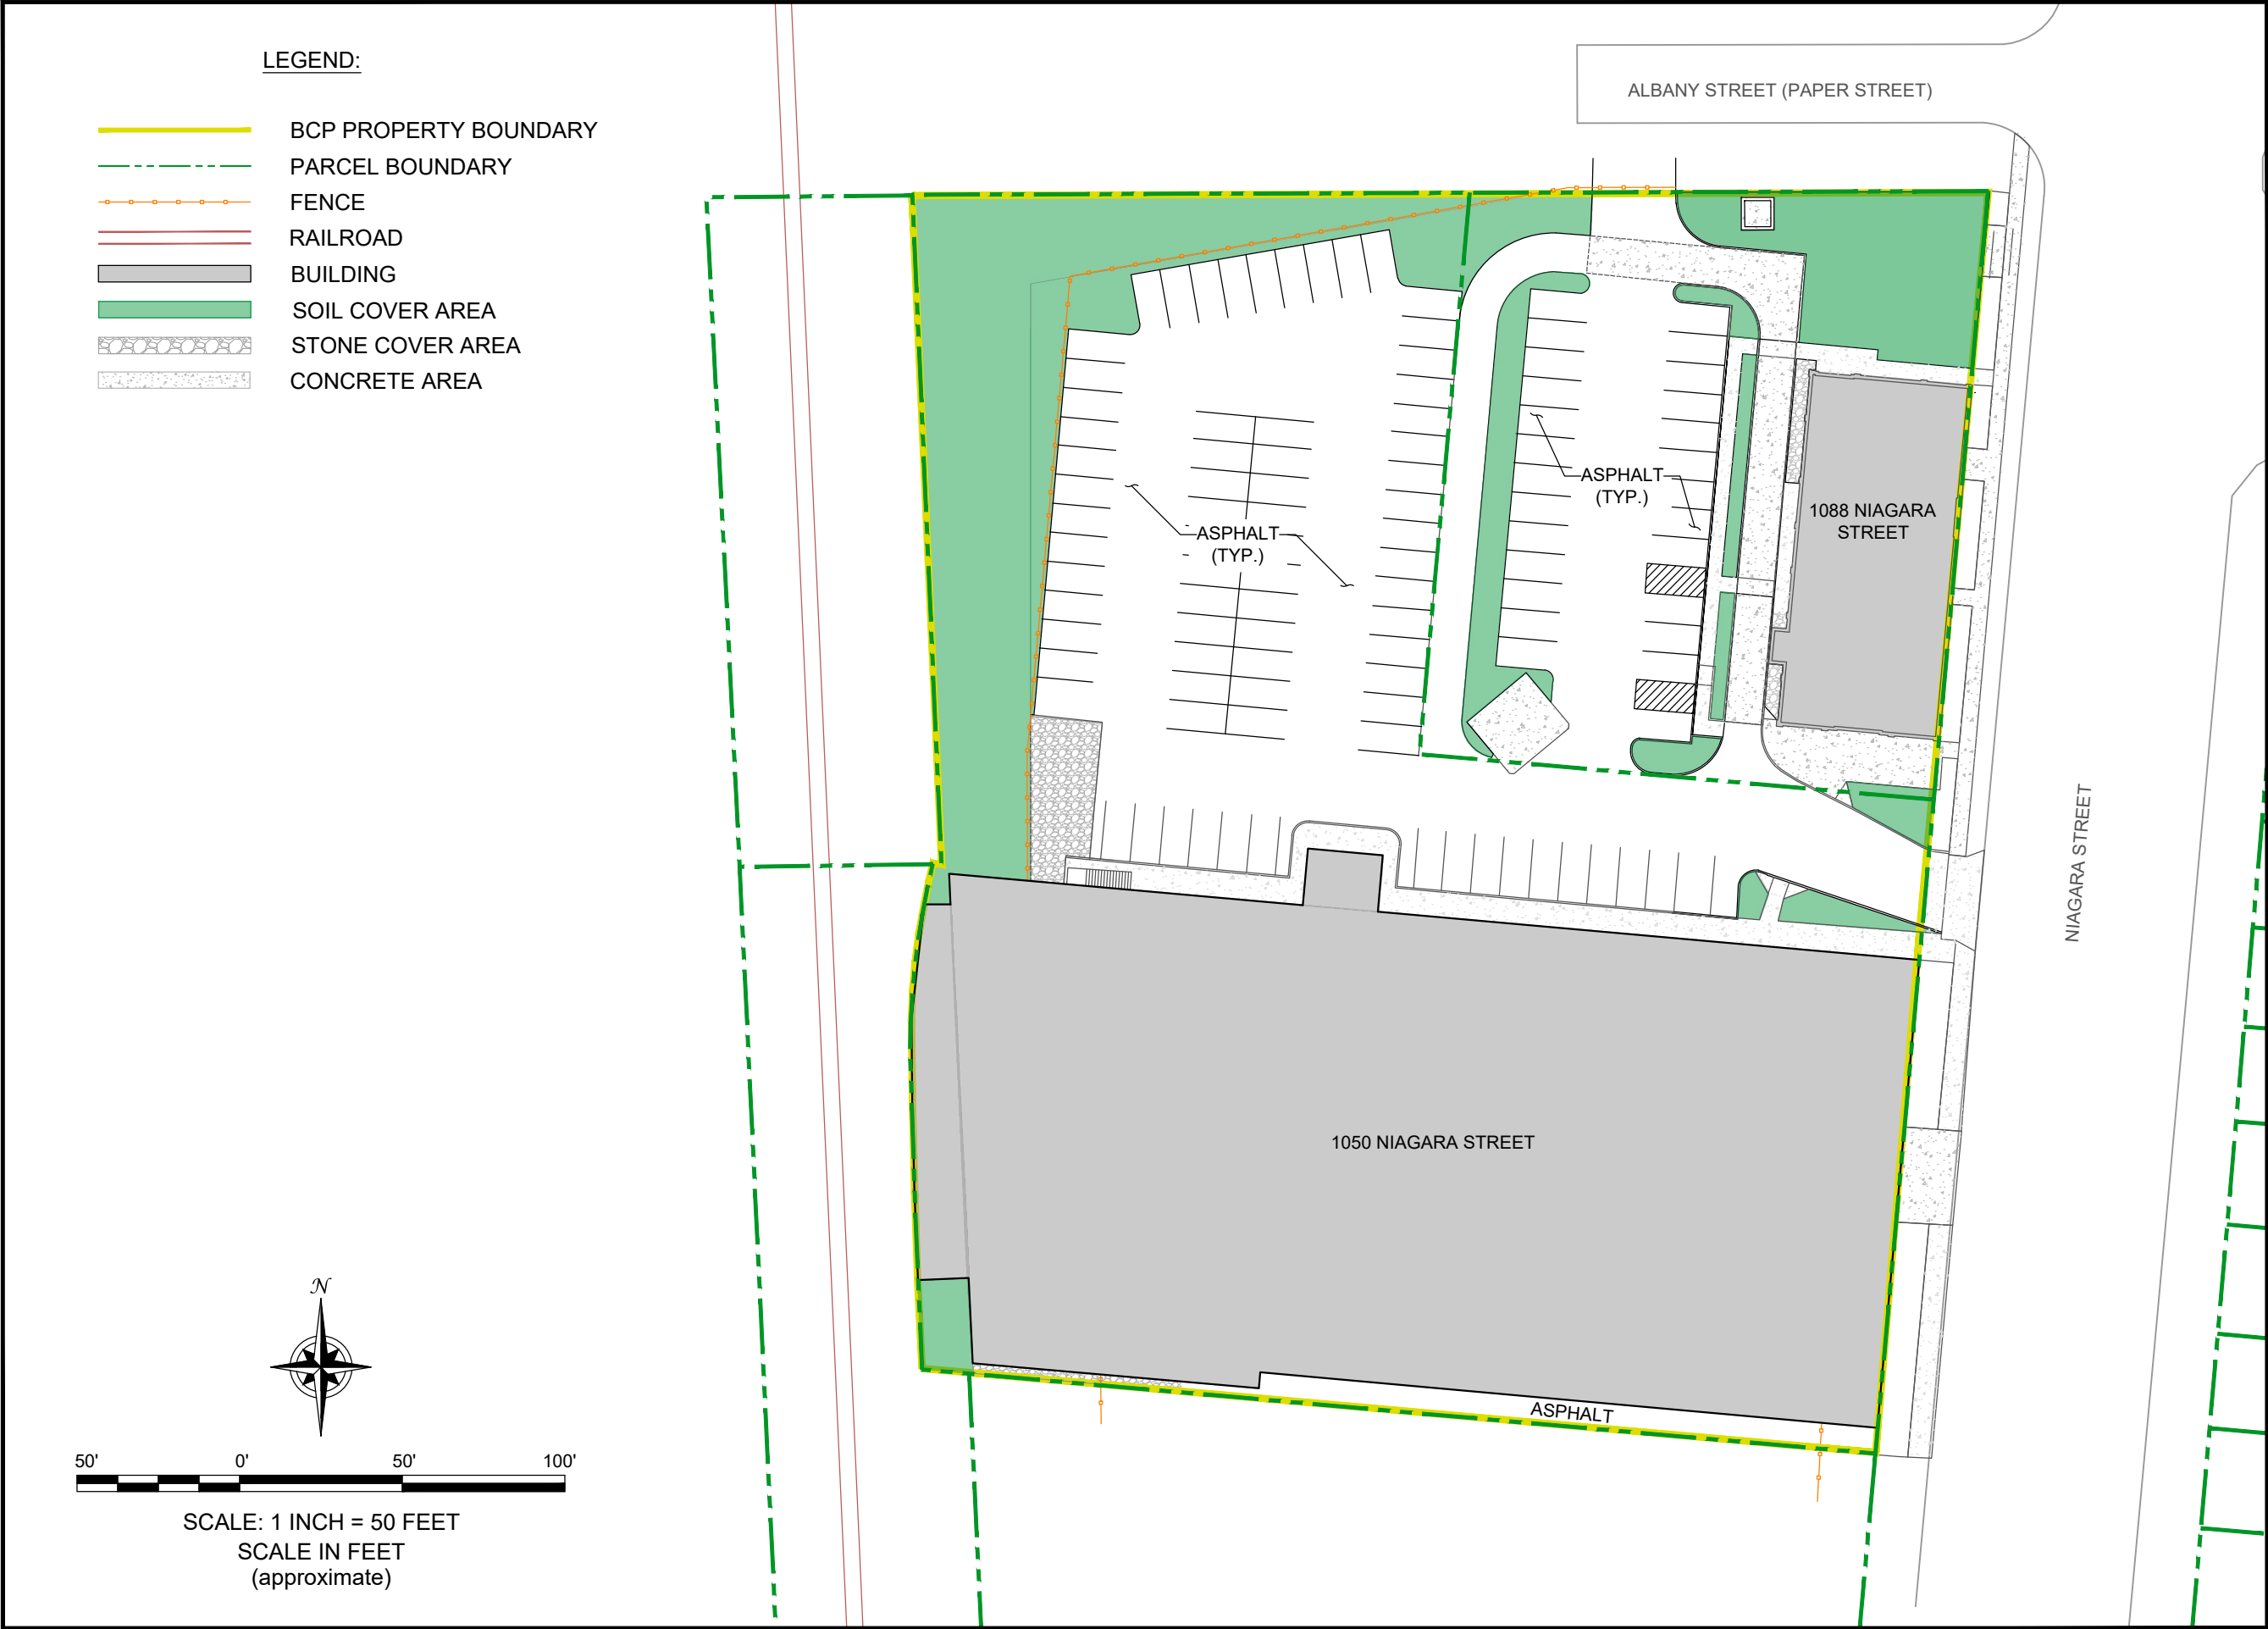 LEGEND:
BCP PROPERTY BOUNDARY
PARCEL BOUNDARY
FENCE
RAILROAD
BUILDING
SOIL COVER AREA
STONE COVER AREA
CONCRETE AREA
ALBANY STREET (PAPER STREET)
ASPHALT
(TYP.)
ASPHALT
(TYP.)
1088 NIAGARA
STREET
NIAGARA STREET
1050 NIAGARA STREET
ASPHALT
N
50' 0' 50' 100'
SCALE: 1 INCH = 50 FEET
SCALE IN FEET
(approximate)